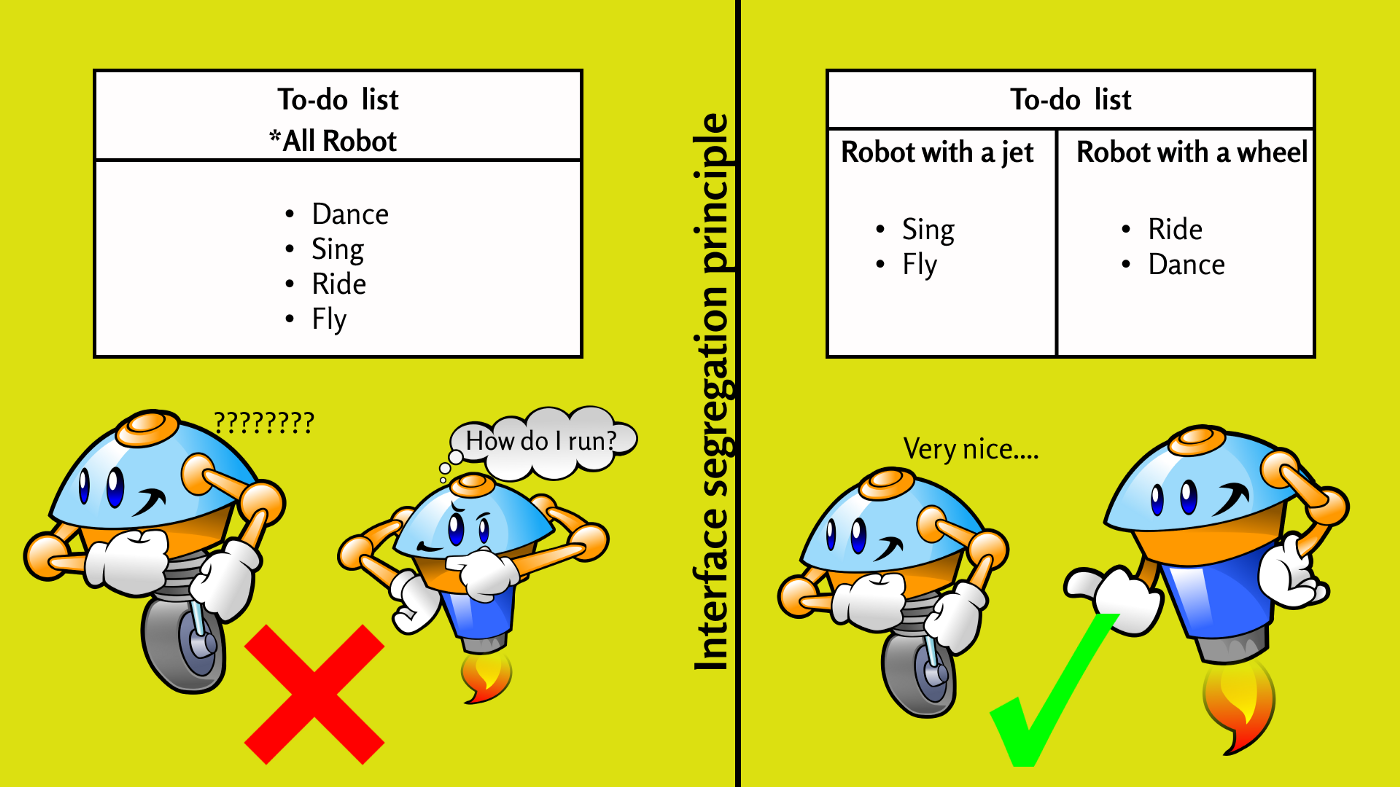 To-do list
*All Robot
• Dance
• Sing
• Ride
• Fly
????????
How do I run?
Interface segregation principle
To-do list
Robot with a jet
• Sing
• Fly
Robot with a wheel
• Ride
• Dance
Very nice....